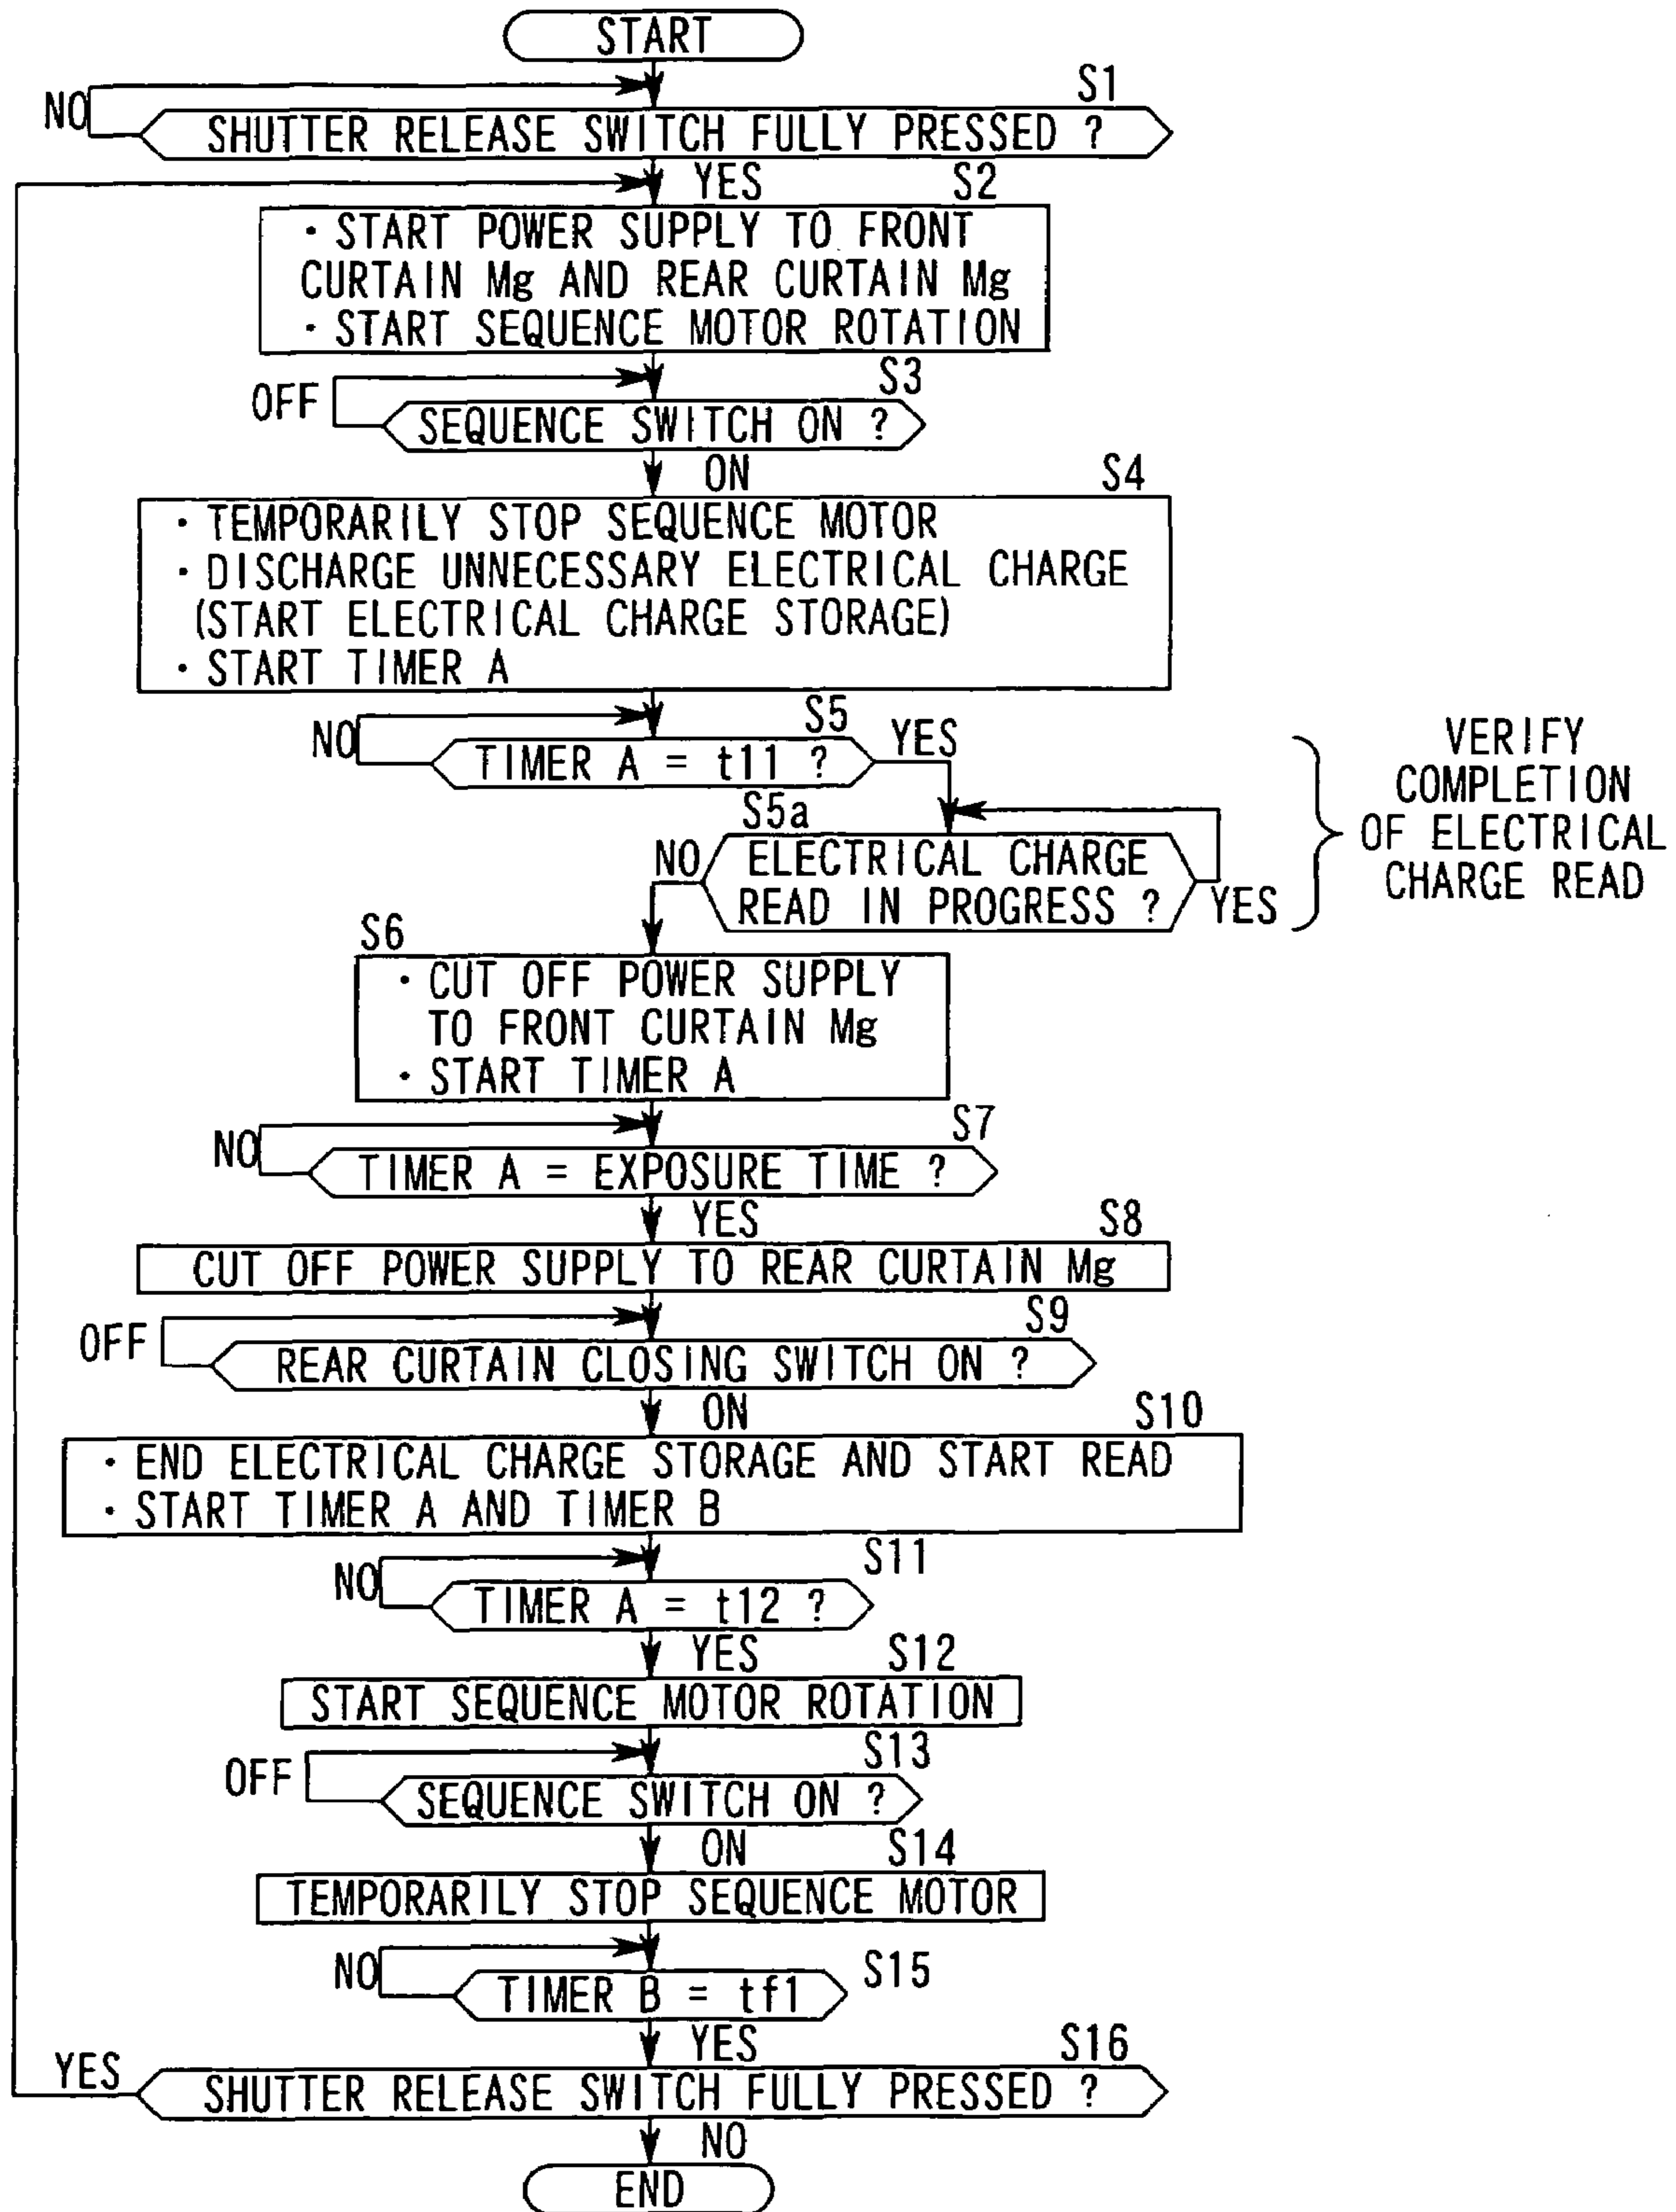 START
S1
NO
SHUTTER RELEASE SWITCH FULLY PRESSED ?
YES
S2
· START POWER SUPPLY TO FRONT
CURTAIN Mg AND REAR CURTAIN Mg
· START SEQUENCE MOTOR ROTATION
S3
OFF
SEQUENCE SWITCH ON ?
ON
S4
· TEMPORARILY STOP SEQUENCE MOTOR
· DISCHARGE UNNECESSARY ELECTRICAL CHARGE
(START ELECTRICAL CHARGE STORAGE)
· START TIMER A
S5
NO
TIMER A = t11 ?
YES
S5a
NO
ELECTRICAL CHARGE
READ IN PROGRESS ?
YES
VERIFY
COMPLETION
OF ELECTRICAL
CHARGE READ
S6
· CUT OFF POWER SUPPLY
TO FRONT CURTAIN Mg
· START TIMER A
S7
NO
TIMER A = EXPOSURE TIME ?
YES
S8
CUT OFF POWER SUPPLY TO REAR CURTAIN Mg
S9
OFF
REAR CURTAIN CLOSING SWITCH ON ?
ON
S10
· END ELECTRICAL CHARGE STORAGE AND START READ
· START TIMER A AND TIMER B
S11
NO
TIMER A = t12 ?
YES
S12
START SEQUENCE MOTOR ROTATION
S13
OFF
SEQUENCE SWITCH ON ?
ON
S14
TEMPORARILY STOP SEQUENCE MOTOR
NO
S15
TIMER B = tf1
YES
S16
YES
SHUTTER RELEASE SWITCH FULLY PRESSED ?
NO
END